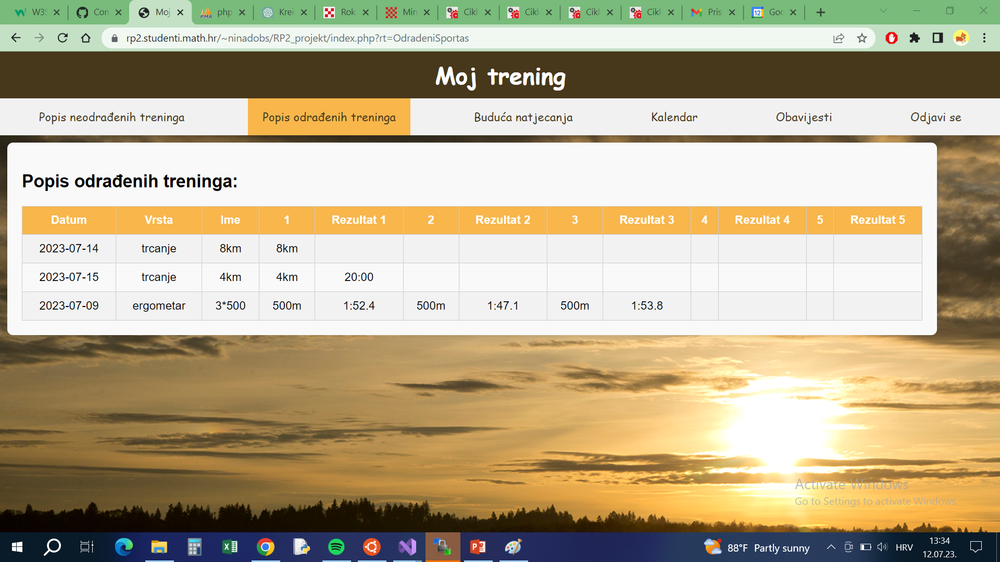 W3S Con Moj php Krei Rok Min Cikl Cikl Cikl Cikl Pris Goo
rp2.studenti.math.hr/~ninadobs/RP2_projekt/index.php?rt=OdradeniSportas
Moj trening
Popis neodrađenih treninga Popis odrađenih treninga Buduća natjecanja Kalendar Obavijesti Odjavi se
Popis odrađenih treninga:
Datum Vrsta Ime 1 Rezultat 1 2 Rezultat 2 3 Rezultat 3 4 Rezultat 4 5 Rezultat 5
2023-07-14 trcanje 8km 8km
2023-07-15 trcanje 4km 4km 20:00
2023-07-09 ergometar 3*500 500m 1:52.4 500m 1:47.1 500m 1:53.8
Activate Windows
Go to Settings to activate Windows.
88°F Partly sunny HRV 13:34
12.07.23.